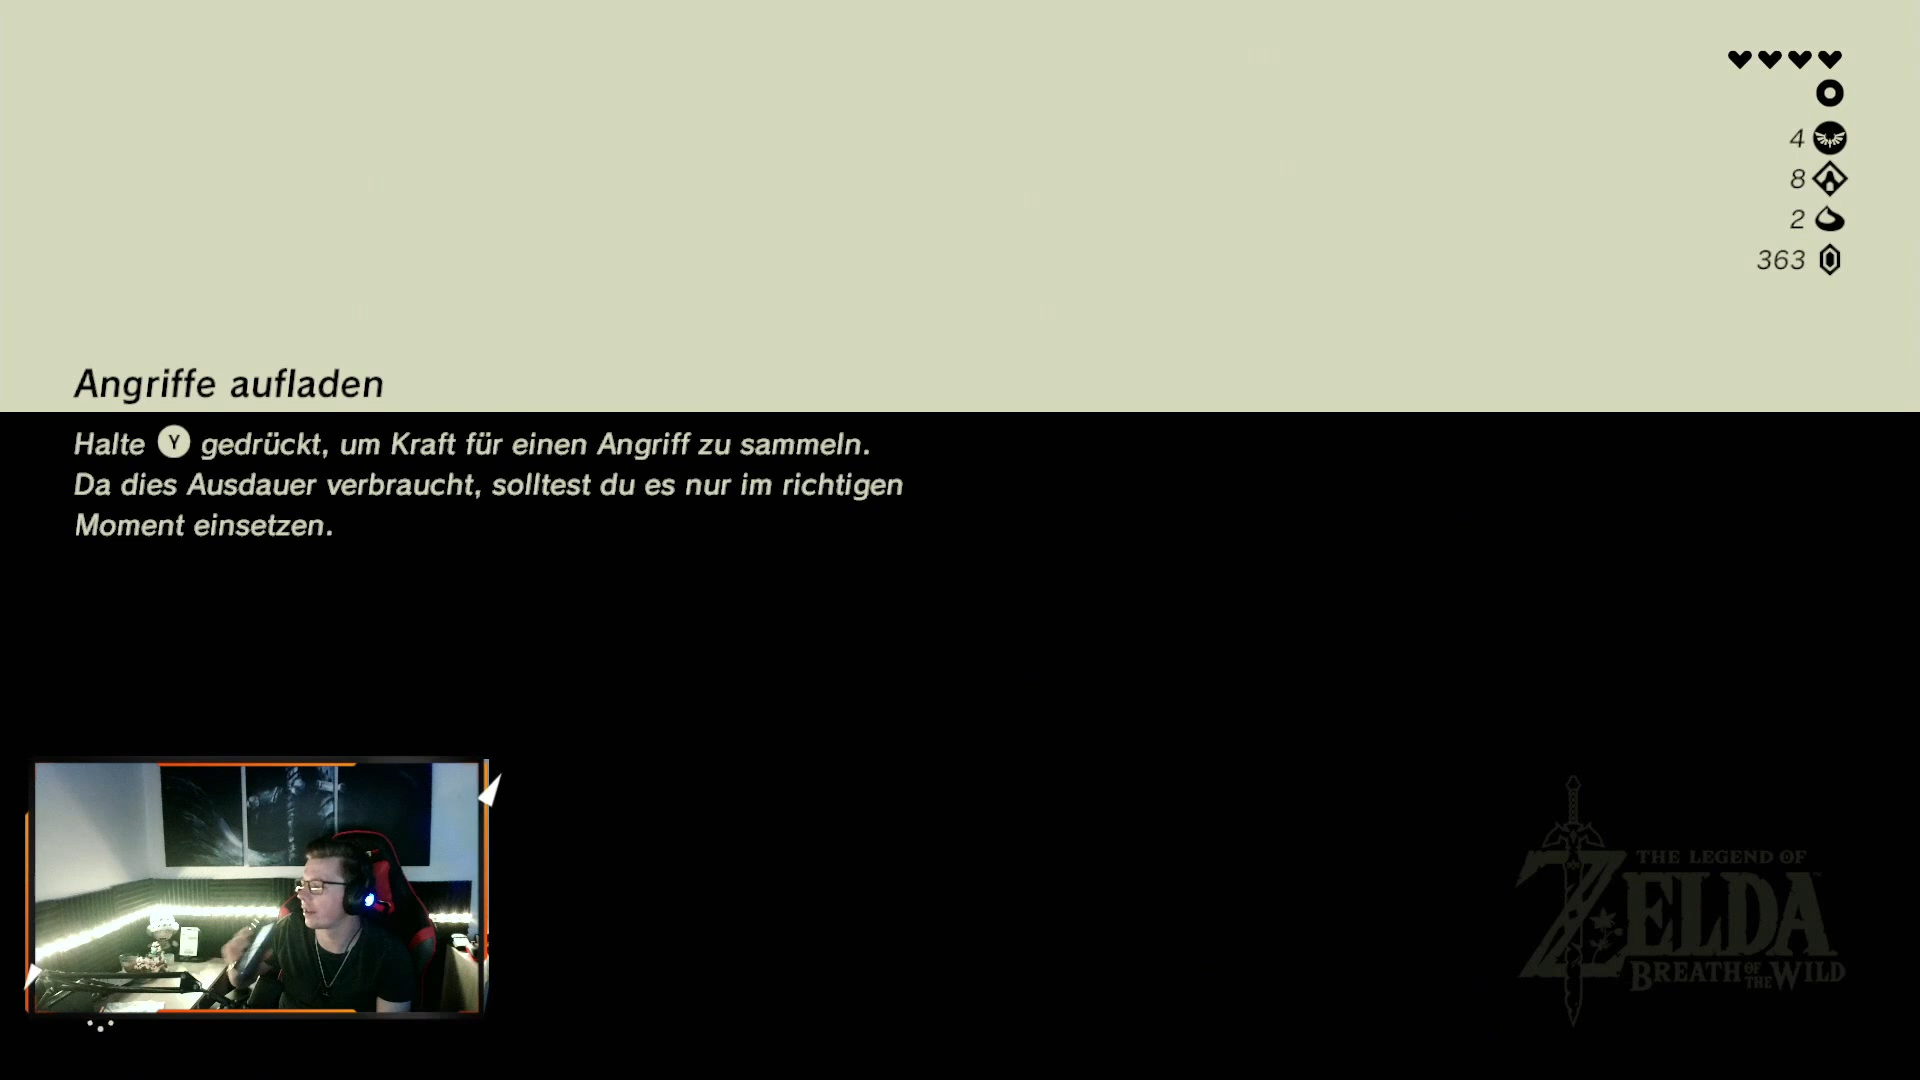 4
8
2
363
Angriffe aufladen
Halte Y gedrückt, um Kraft für einen Angriff zu sammeln.
Da dies Ausdauer verbraucht, solltest du es nur im richtigen
Moment einsetzen.
THE LEGEND OF
ZELDA
BREATH OF THE WILD